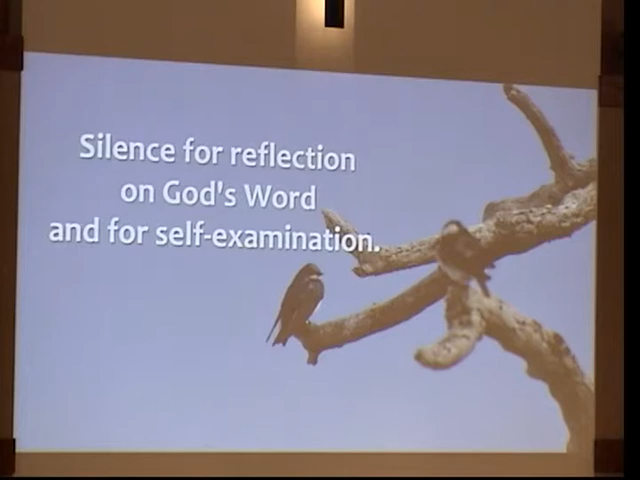 Silence for reflection
on God's Word
and for self-examination.